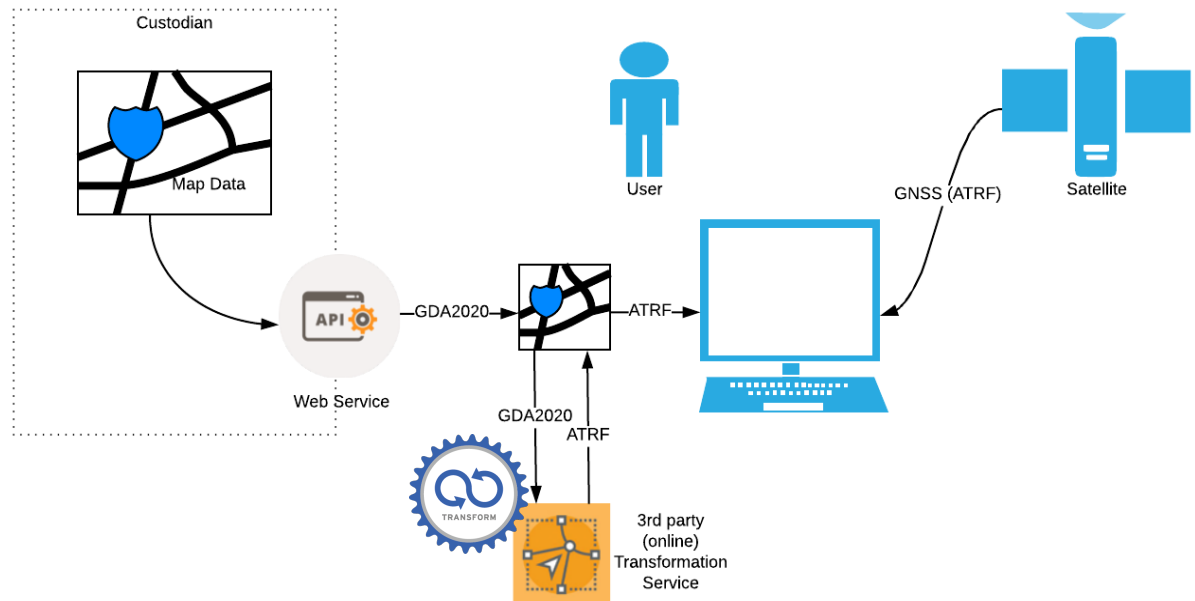 Custodian
Map Data
User
Satellite
GNSS (ATRF)
API
GDA2020
ATRF
Web Service
GDA2020
ATRF
TRANSFORM
3rd party
(online)
Transformation
Service